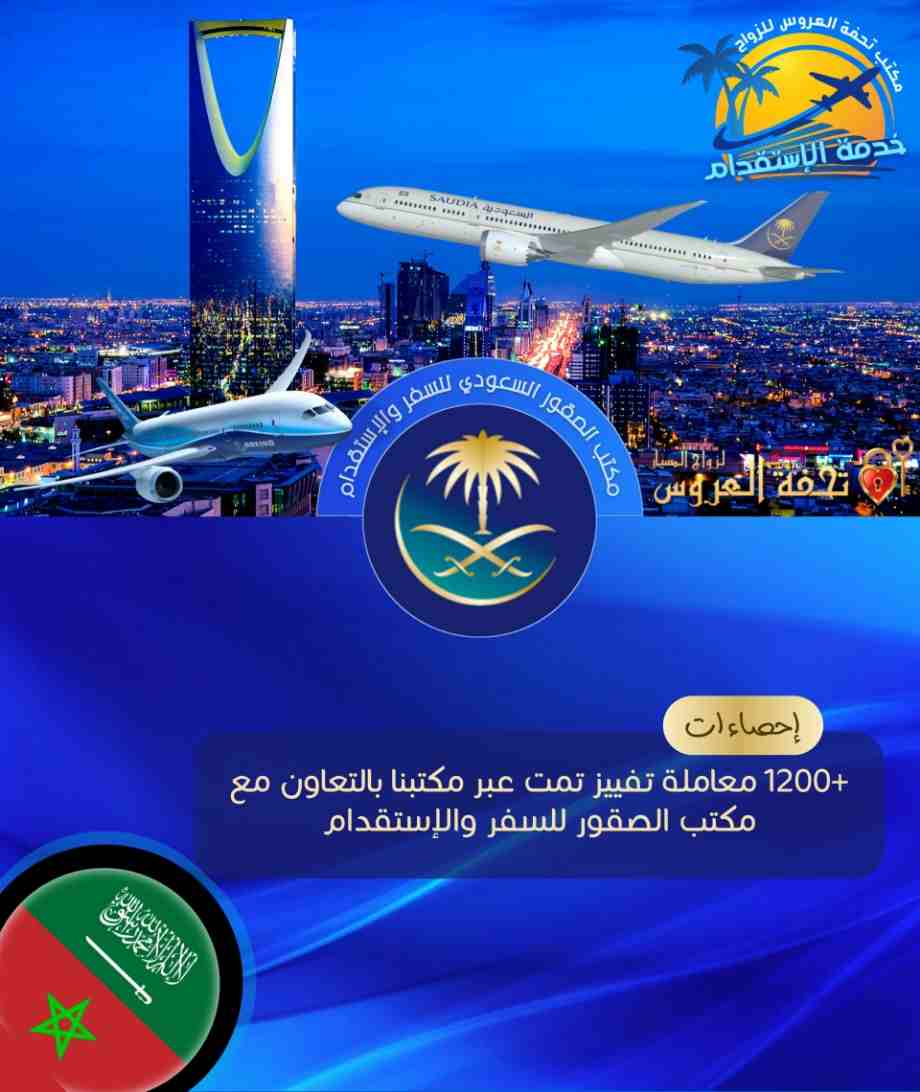 مكتب تحفة العروس للزواج
خدمة الإستقدام
SAUDIA السعودية
BOEING
مكتب الصقور السعودي للسفر والإستقدام
لزواج المسيار
تحفة العروس
إحصاءات
+1200 معاملة تفييز تمت عبر مكتبنا بالتعاون مع
مكتب الصقور للسفر والإستقدام